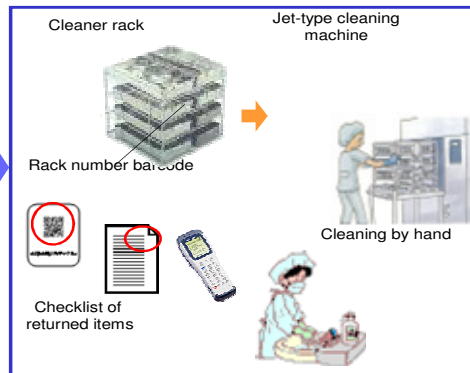 Cleaner rack
Jet-type cleaning
machine
Rack number barcode
Cleaning by hand
Checklist of
returned items